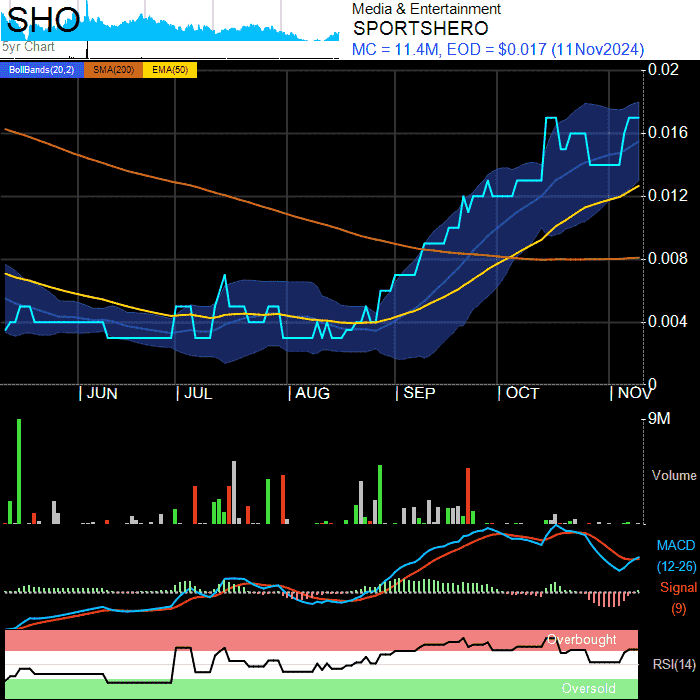 SHO
5yr Chart
Media & Entertainment
SPORTSHERO
MC = 11.4M, EOD = $0.017 (11Nov2024)
BollBands(20,2) SMA(200) EMA(50)
0.02
0.016
0.012
0.008
0.004
0
JUN JUL AUG SEP OCT NOV
9M
Volume
MACD
(12-26)
Signal
(9)
Overbought
RSI(14)
Oversold